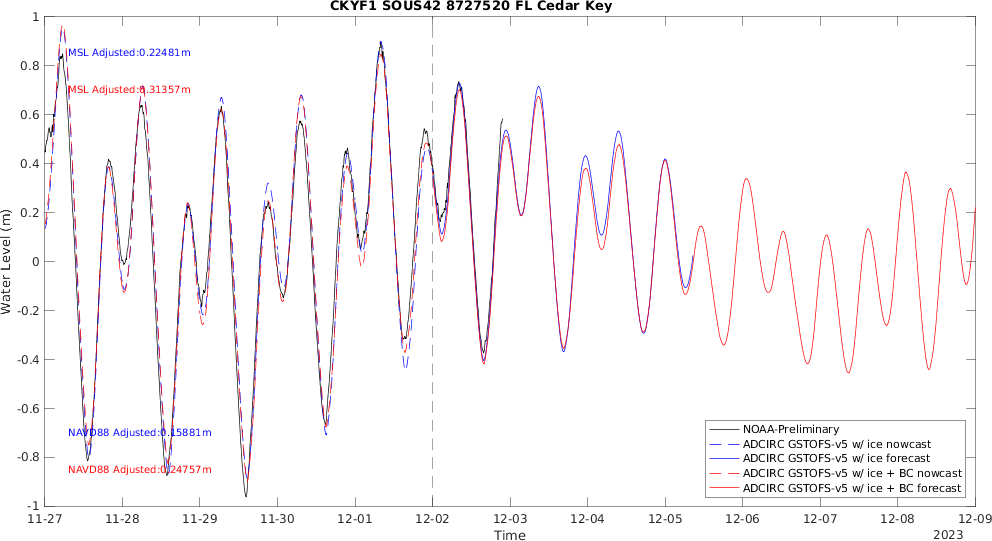 CKYF1 SOUS42 8727520 FL Cedar Key
Water Level (m)
1
0.8
0.6
0.4
0.2
0
-0.2
-0.4
-0.6
-0.8
-1
MSL Adjusted:0.22481m
MSL Adjusted:0.31357m
NAVD88 Adjusted:0.15881m
NAVD88 Adjusted:0.24757m
NOAA-Preliminary
ADCIRC GSTOFS-v5 w/ ice nowcast
ADCIRC GSTOFS-v5 w/ ice forecast
ADCIRC GSTOFS-v5 w/ ice + BC nowcast
ADCIRC GSTOFS-v5 w/ ice + BC forecast
11-27 11-28 11-29 11-30 12-01 12-02 12-03 12-04 12-05 12-06 12-07 12-08 12-09
Time
2023